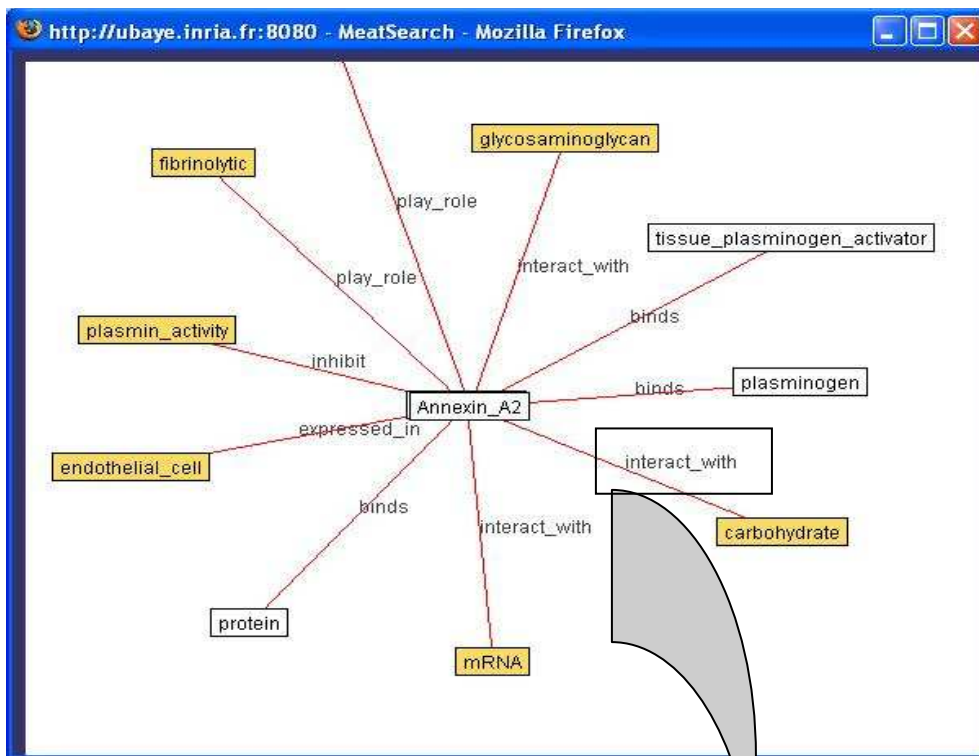 http://ubaye.inria.fr:8080 - MeatSearch - Mozilla Firefox
glycosaminoglycan
fibrinolytic
play_role
tissue_plasminogen_activator
interact_with
play_role
binds
plasmin_activity
inhibit
plasminogen
binds
Annexin_A2
expressed_in
interact_with
endothelial_cell
binds
interact_with
carbohydrate
protein
mRNA